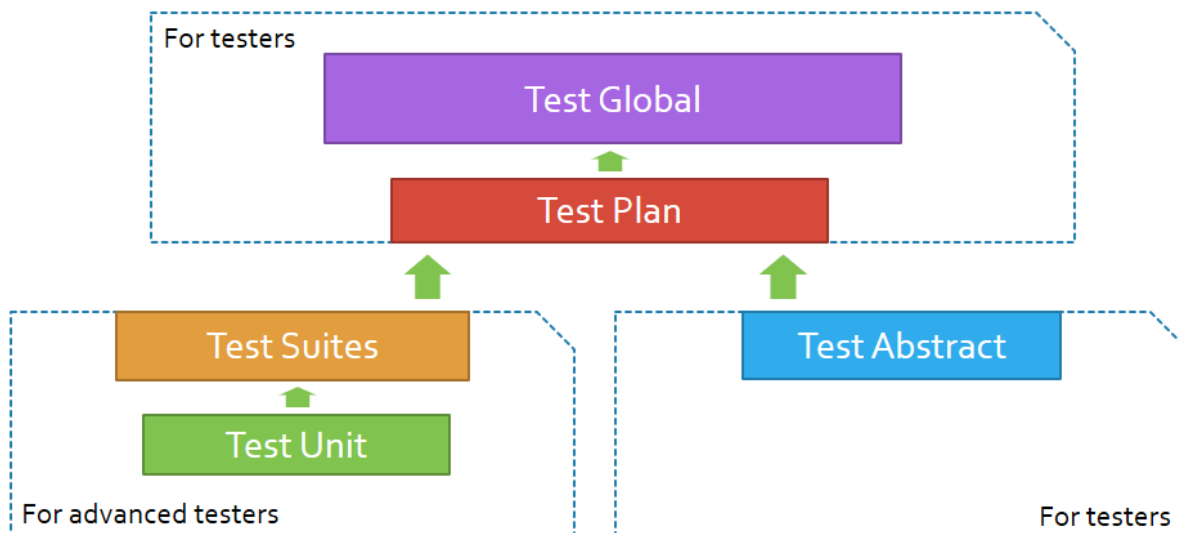 For testers
Test Global
Test Plan
Test Suites
Test Abstract
Test Unit
For advanced testers
For testers